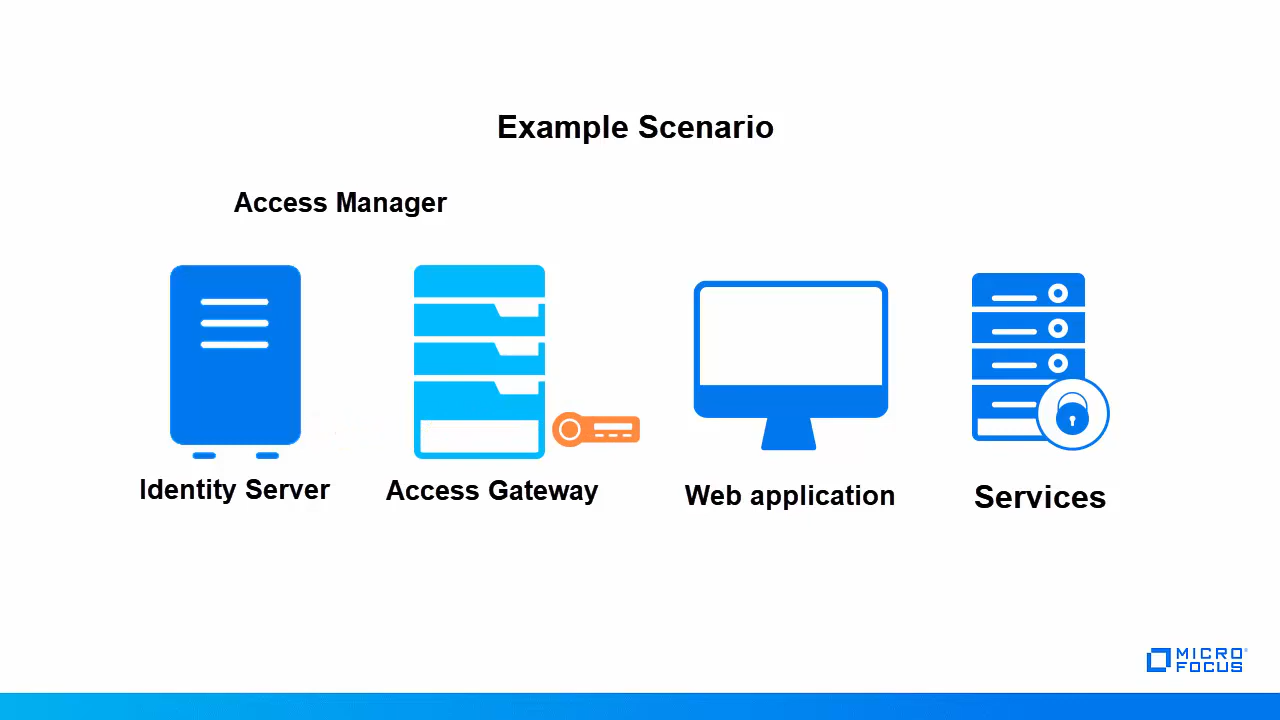 Example Scenario
Access Manager
Identity Server
Access Gateway
Web application
Services
MICRO
FOCUS